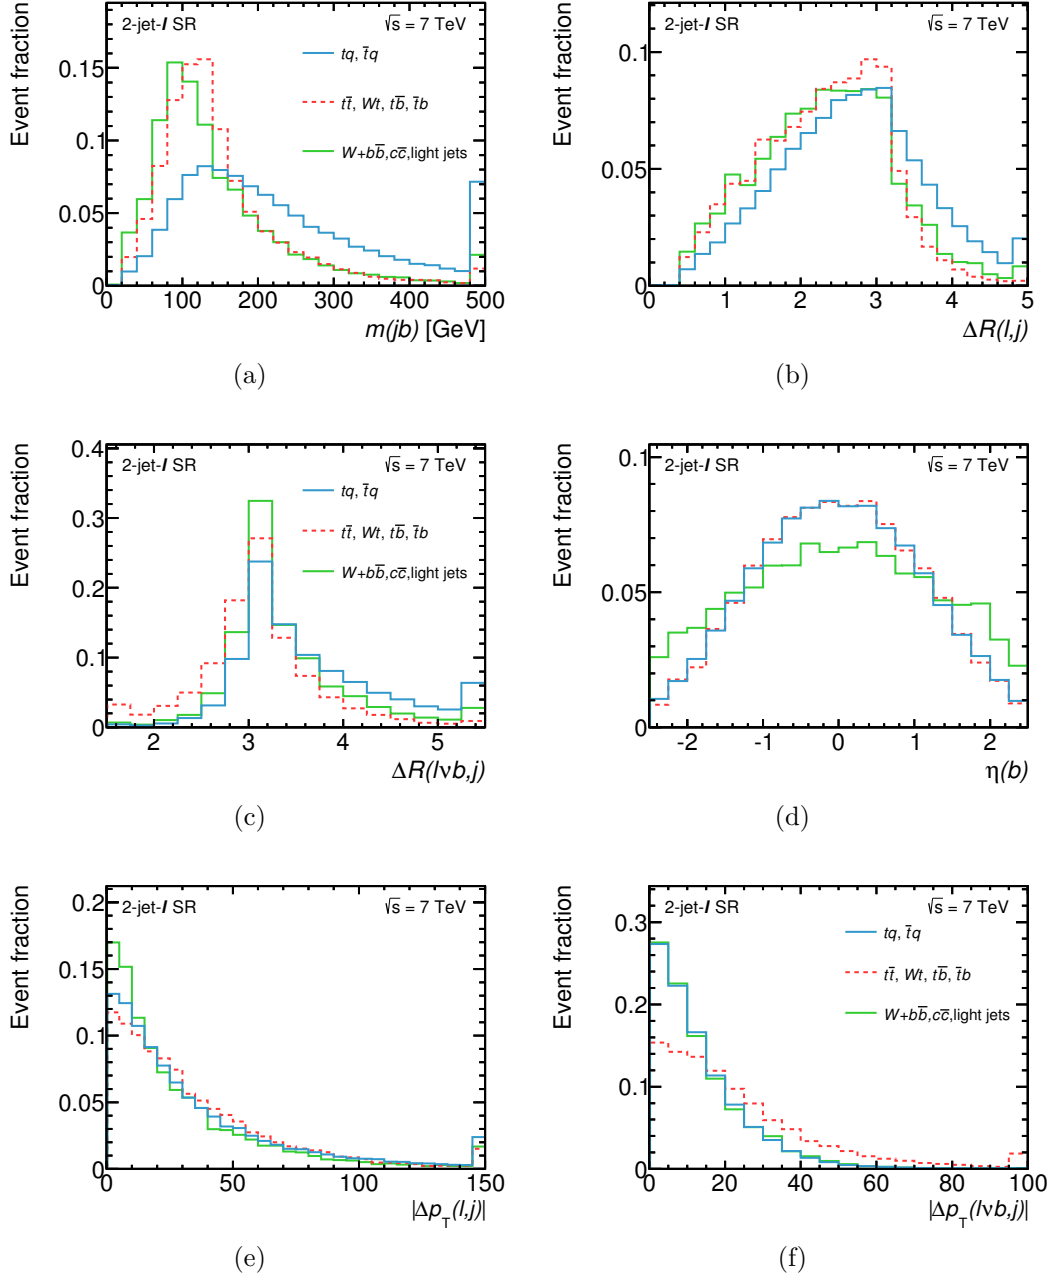 2-jet-l SR √s = 7 TeV
Event fraction
tq, t̄q
tt̄, Wt, tb̄, t̄b
W+bb̄,cc̄,light jets
0.15
0.1
0.05
0
0 100 200 300 400 500
m(jb) [GeV]
(a)
2-jet-l SR √s = 7 TeV
Event fraction
0.1
0.05
0
0 1 2 3 4 5
ΔR(l,j)
(b)
2-jet-l SR √s = 7 TeV
Event fraction
tq, t̄q
tt̄, Wt, tb̄, t̄b
W+bb̄,cc̄,light jets
0.4
0.3
0.2
0.1
0
2 3 4 5
ΔR(lνb,j)
(c)
2-jet-l SR √s = 7 TeV
Event fraction
0.1
0.05
0
-2 -1 0 1 2
η(b)
(d)
2-jet-l SR √s = 7 TeV
Event fraction
0.2
0.15
0.1
0.05
0
0 50 100 150
|Δp_T(l,j)|
(e)
2-jet-l SR √s = 7 TeV
Event fraction
tq, t̄q
tt̄, Wt, tb̄, t̄b
W+bb̄,cc̄,light jets
0.3
0.2
0.1
0
0 20 40 60 80 100
|Δp_T(lνb,j)|
(f)